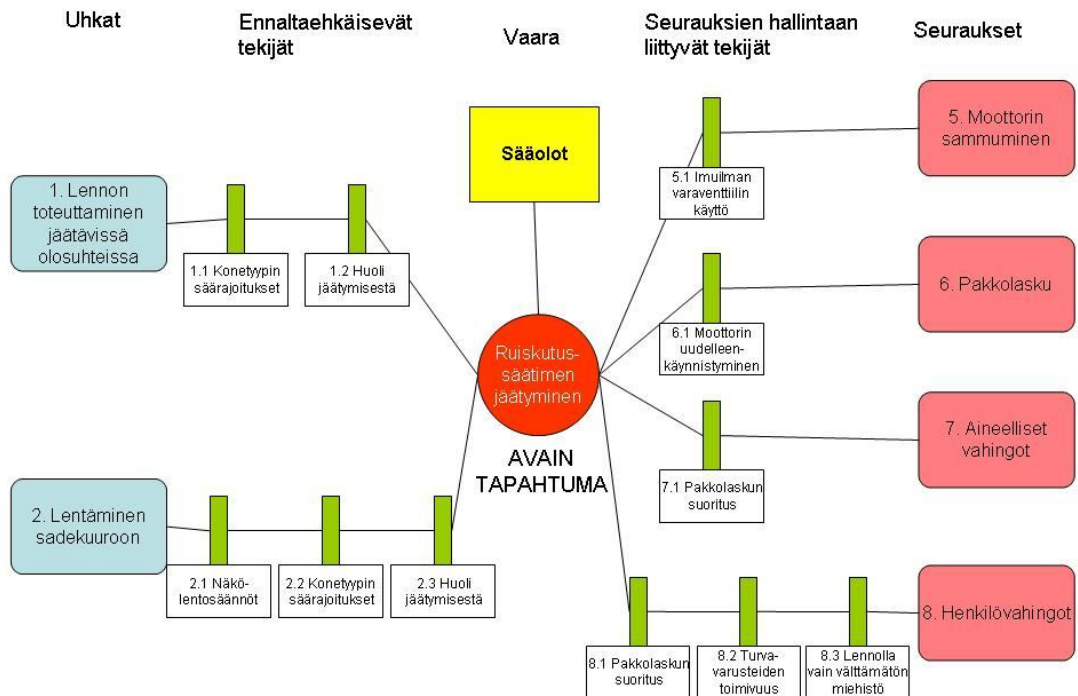 Uhkat
Ennaltaehkäisevät
tekijät
Vaara
Seurauksien hallintaan
liittyvät tekijät
Seuraukset
Sääolot
1. Lennon
toteuttaminen
jäätävissä
olosuhteissa
1.1 Konetyypin
säärajoitukset
1.2 Huoli
jäätymisestä
2. Lentäminen
sadekuuroon
2.1 Näkö-
lentosäännöt
2.2 Konetyypin
säärajoitukset
2.3 Huoli
jäätymisestä
Ruiskutus-
säätimen
jäätyminen
AVAIN
TAPAHTUMA
5.1 Imuilman
varaventtiilin
käyttö
5. Moottorin
sammuminen
6.1 Moottorin
uudelleen-
käynnistyminen
6. Pakkolasku
7.1 Pakkolaskun
suoritus
7. Aineelliset
vahingot
8.1 Pakkolaskun
suoritus
8.2 Turva-
varusteiden
toimivuus
8.3 Lennolla
vain välttämätön
miehistö
8. Henkilövahingot